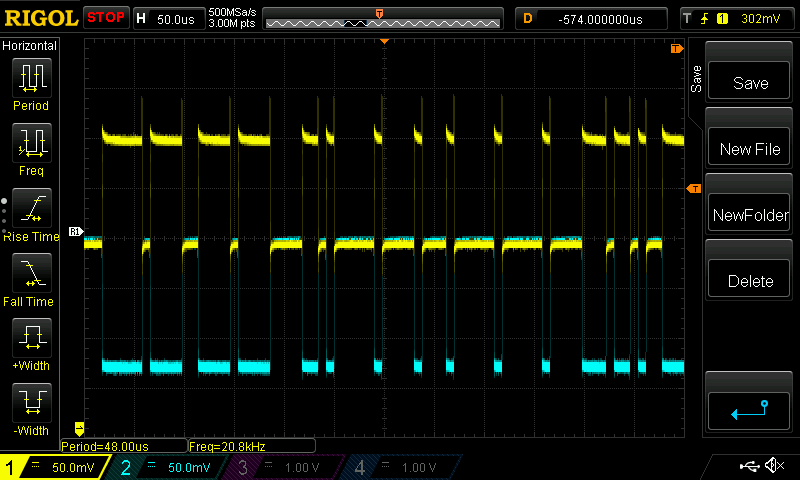 RIGOL STOP H 50.0us 500MSa/s D -574.000000us T 1 302mV
3.00M pts
T
Horizontal
Period
Freq
Rise Time
Fall Time
+Width
-Width
T
T
R1
Save
Save
New File
NewFolder
Delete
Period=48.00us Freq=20.8kHz
1 50.0mV 2 50.0mV 3 1.00 V 4 1.00 V